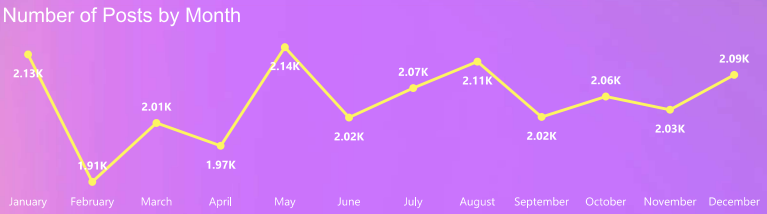 Number of Posts by Month
2.13K
1.91K
2.01K
1.97K
2.14K
2.02K
2.07K
2.11K
2.02K
2.06K
2.03K
2.09K
January February March April May June July August September October November December